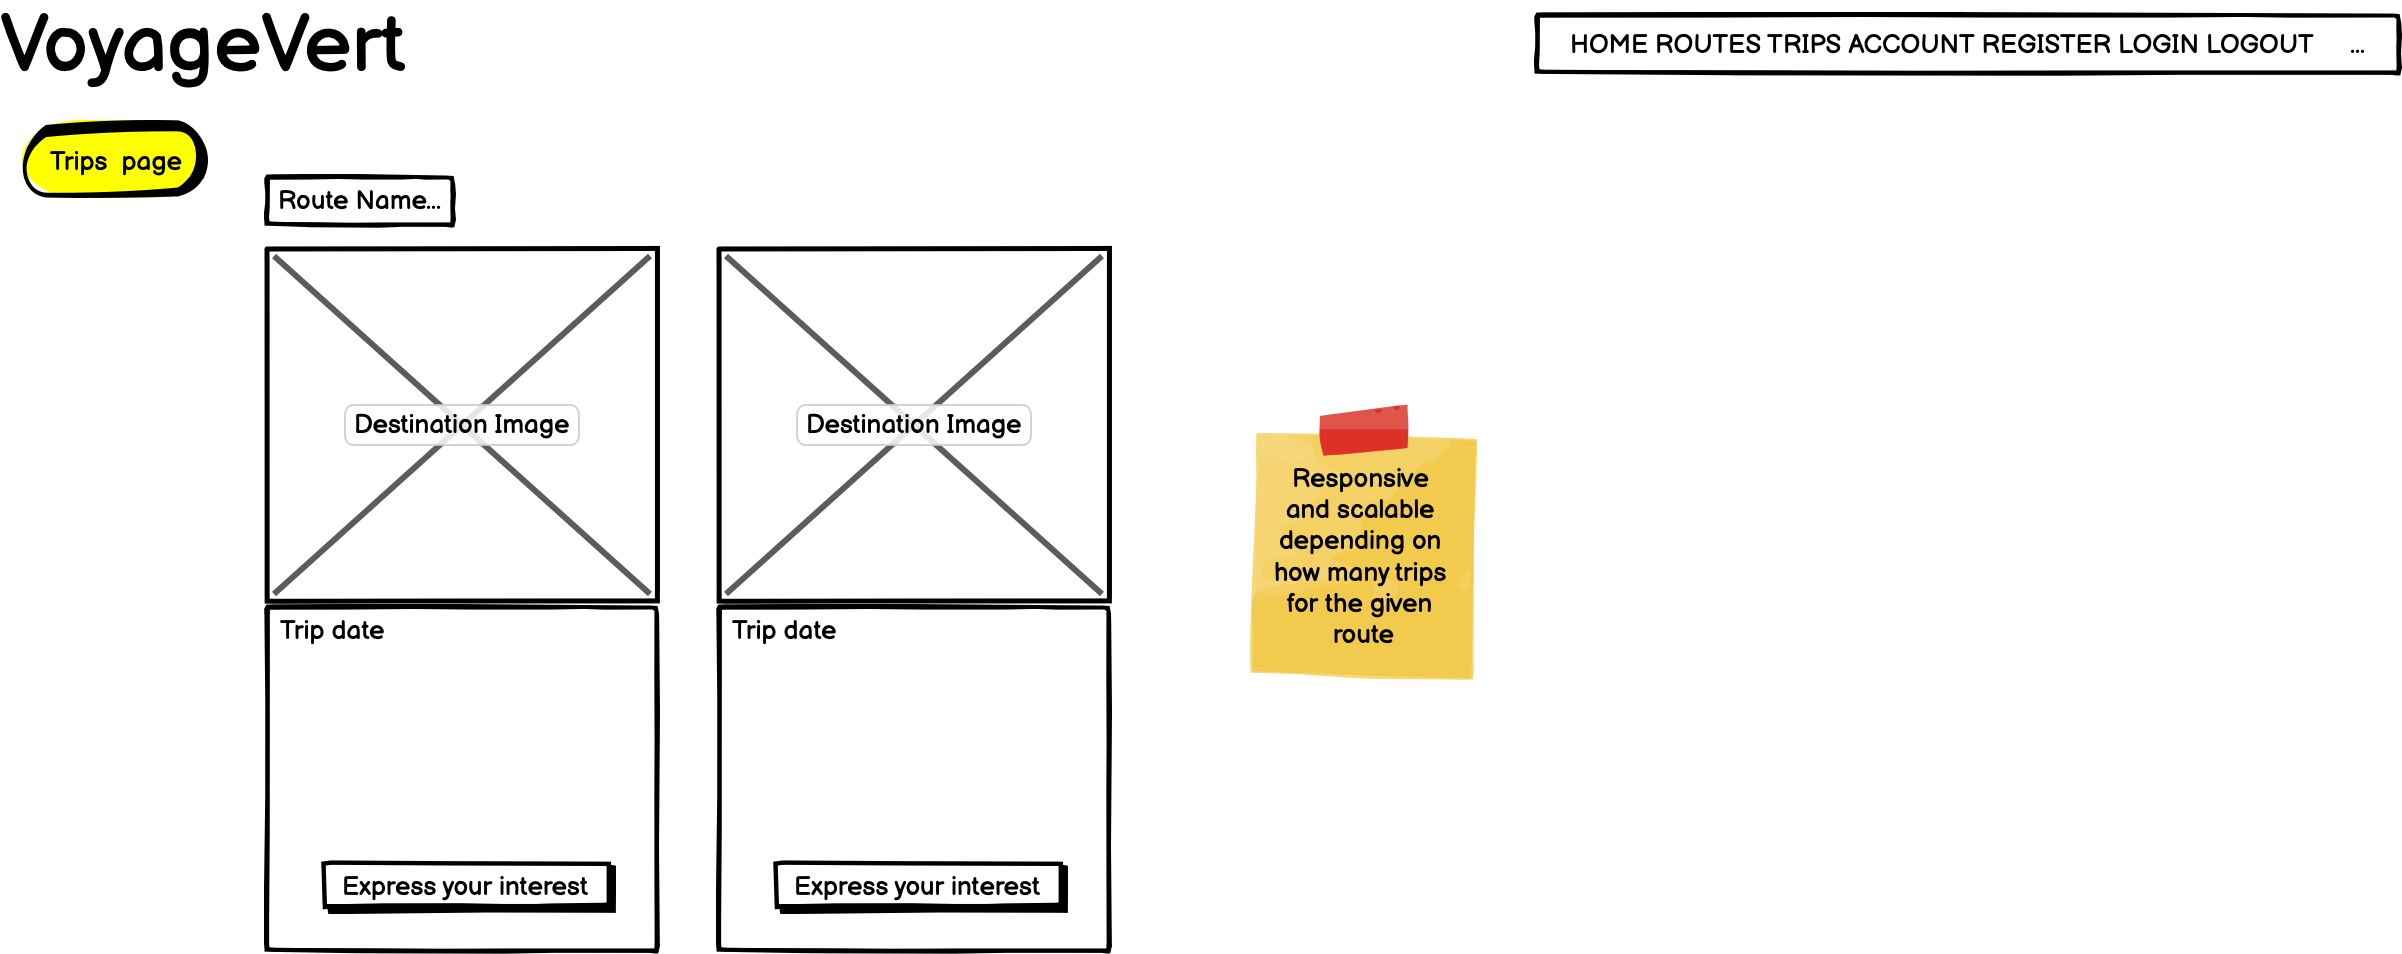 VoyageVert
HOME ROUTES TRIPS ACCOUNT REGISTER LOGIN LOGOUT ...
Trips page
Route Name...
Destination Image
Destination Image
Trip date
Trip date
Express your interest
Express your interest
Responsive
and scalable
depending on
how many trips
for the given
route